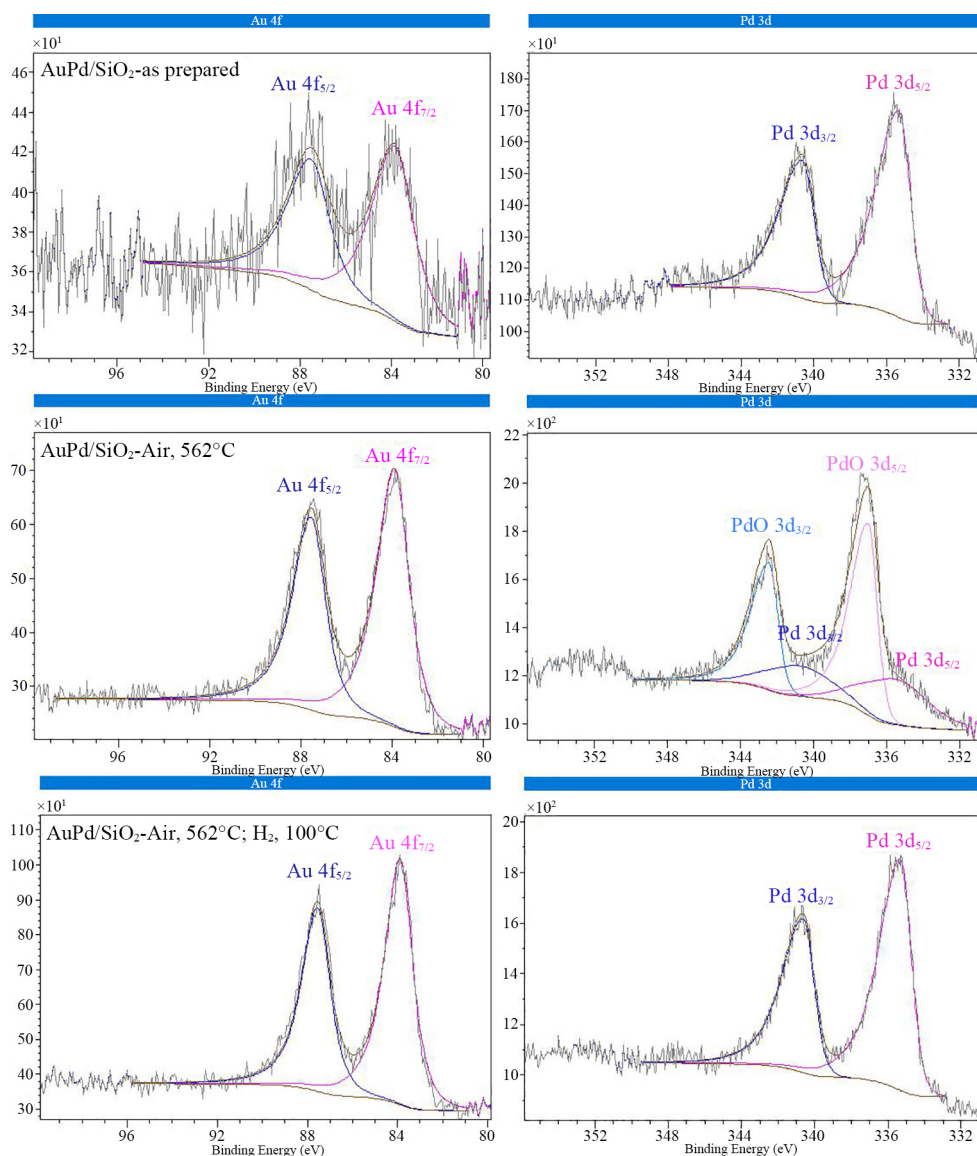 Au 4f
×10¹
AuPd/SiO₂-as prepared
Au 4f₅/₂
Au 4f₇/₂
46
44
42
40
38
36
34
32
96
92
88
84
80
Binding Energy (eV)
Pd 3d
×10¹
Pd 3d₅/₂
Pd 3d₃/₂
180
170
160
150
140
130
120
110
100
352
348
344
340
336
332
Binding Energy (eV)
Au 4f
×10¹
AuPd/SiO₂-Air, 562°C
Au 4f₇/₂
Au 4f₅/₂
70
60
50
40
30
96
92
88
84
80
Binding Energy (eV)
Pd 3d
×10²
PdO 3d₅/₂
PdO 3d₃/₂
Pd 3d₃/₂
Pd 3d₅/₂
22
20
18
16
14
12
10
352
348
344
340
336
332
Binding Energy (eV)
Au 4f
×10¹
AuPd/SiO₂-Air, 562°C; H₂, 100°C
Au 4f₇/₂
Au 4f₅/₂
110
100
90
80
70
60
50
40
30
96
92
88
84
80
Binding Energy (eV)
Pd 3d
×10²
Pd 3d₅/₂
Pd 3d₃/₂
20
18
16
14
12
10
352
348
344
340
336
332
Binding Energy (eV)